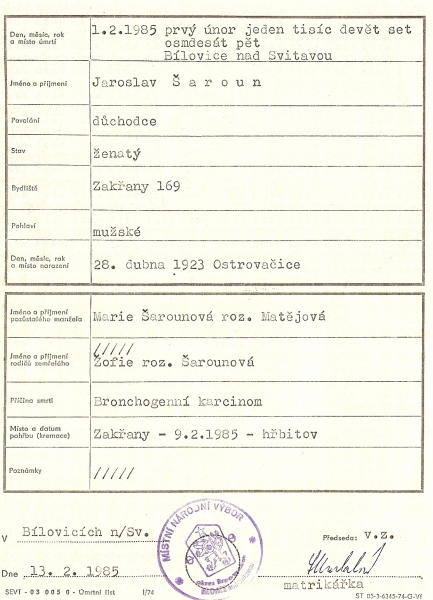 Den, měsíc, rok
a místo úmrtí
1.2.1985 prvý únor jeden tisíc devět set
osmdesát pět
Bílovice nad Svitavou
Jméno a příjmení
Jaroslav Š a r o u n
Povolání
důchodce
Stav
ženatý
Bydliště
Zakřany 169
Pohlaví
mužské
Den, měsíc, rok
a místo narození
28. dubna 1923 Ostrovačice
Jméno a příjmení
pozůstalého manžela
Marie Šarounová roz. Matějová
Jméno a příjmení
rodičů zemřelého
/////
Žofie roz. Šarounová
Příčina smrti
Bronchogenní karcinom
Místo a datum
pohřbu (kremace)
Zakřany - 9.2.1985 - hřbitov
Poznámky
/////
V Bílovicích n/Sv.
MÍSTNÍ NÁRODNÍ VÝBOR
Předseda: v.z.
Dne 13. 2. 1985
matrikářka
SEVT - 03 005 0 - Úmrtní list I/74
ST 03-3-6345-74-G-Vř